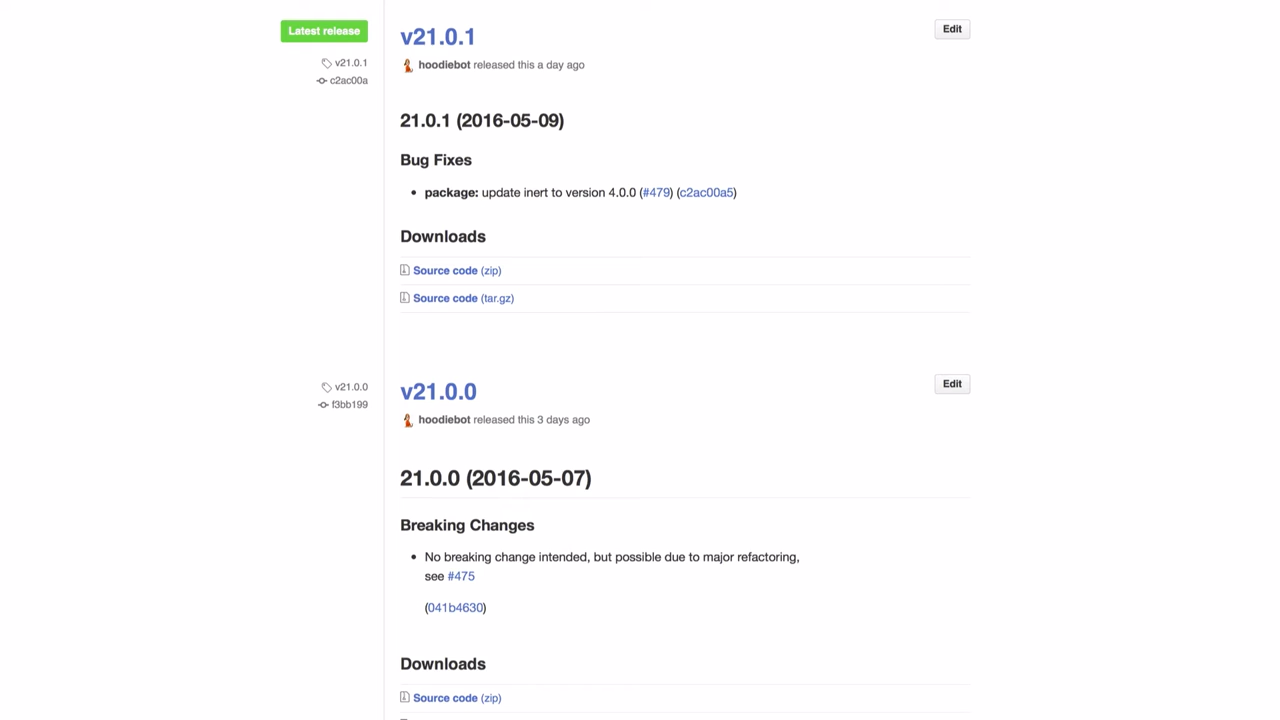 Latest release
v21.0.1
c2ac00a
v21.0.1
Edit
hoodiebot released this a day ago
21.0.1 (2016-05-09)
Bug Fixes
• package: update inert to version 4.0.0 (#479) (c2ac00a5)
Downloads
Source code (zip)
Source code (tar.gz)
v21.0.0
f3bb199
v21.0.0
Edit
hoodiebot released this 3 days ago
21.0.0 (2016-05-07)
Breaking Changes
• No breaking change intended, but possible due to major refactoring,
see #475
(041b4630)
Downloads
Source code (zip)